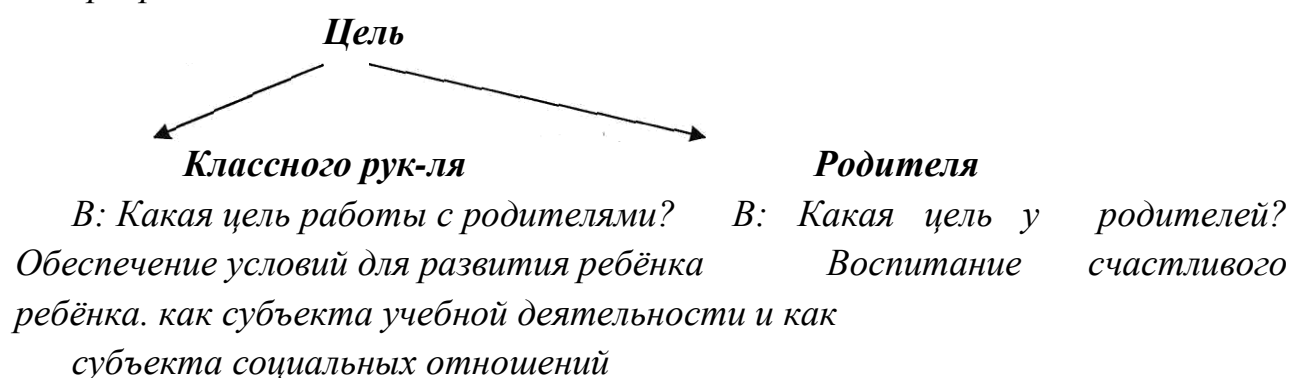 Цель
Классного рук-ля Родителя
В: Какая цель работы с родителями? В: Какая цель у родителей?
Обеспечение условий для развития ребёнка Воспитание счастливого
ребёнка. как субъекта учебной деятельности и как
субъекта социальных отношений